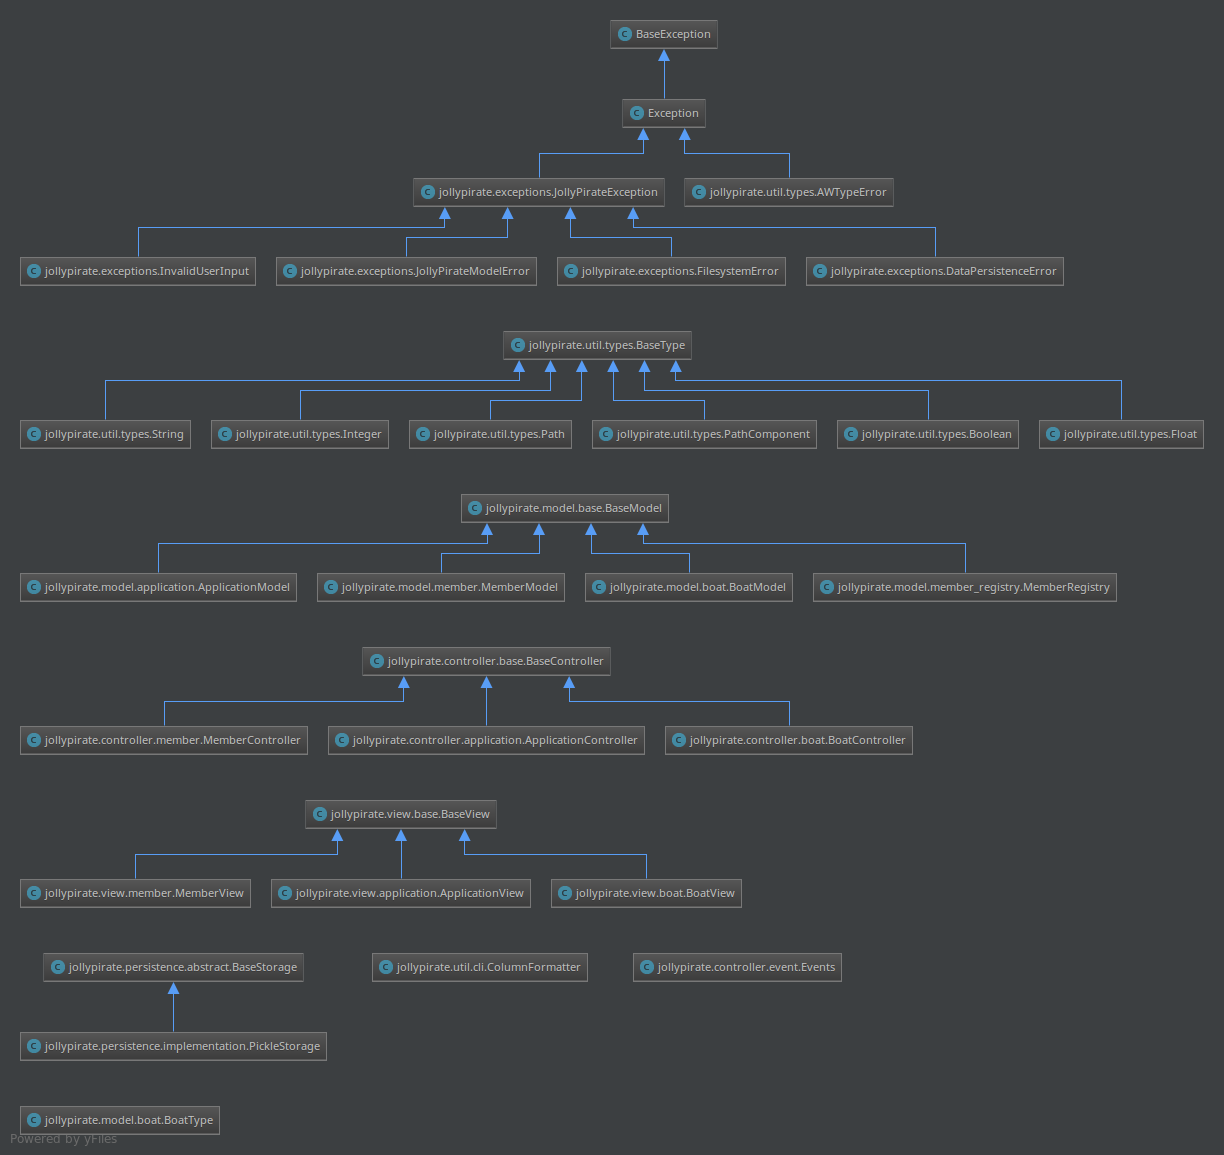 BaseException
Exception
jollypirate.exceptions.JollyPirateException
jollypirate.util.types.AWTypeError
jollypirate.exceptions.InvalidUserInput
jollypirate.exceptions.JollyPirateModelError
jollypirate.exceptions.FilesystemError
jollypirate.exceptions.DataPersistenceError
jollypirate.util.types.BaseType
jollypirate.util.types.String
jollypirate.util.types.Integer
jollypirate.util.types.Path
jollypirate.util.types.PathComponent
jollypirate.util.types.Boolean
jollypirate.util.types.Float
jollypirate.model.base.BaseModel
jollypirate.model.application.ApplicationModel
jollypirate.model.member.MemberModel
jollypirate.model.boat.BoatModel
jollypirate.model.member_registry.MemberRegistry
jollypirate.controller.base.BaseController
jollypirate.controller.member.MemberController
jollypirate.controller.application.ApplicationController
jollypirate.controller.boat.BoatController
jollypirate.view.base.BaseView
jollypirate.view.member.MemberView
jollypirate.view.application.ApplicationView
jollypirate.view.boat.BoatView
jollypirate.persistence.abstract.BaseStorage
jollypirate.util.cli.ColumnFormatter
jollypirate.controller.event.Events
jollypirate.persistence.implementation.PickleStorage
jollypirate.model.boat.BoatType
Powered by yFiles